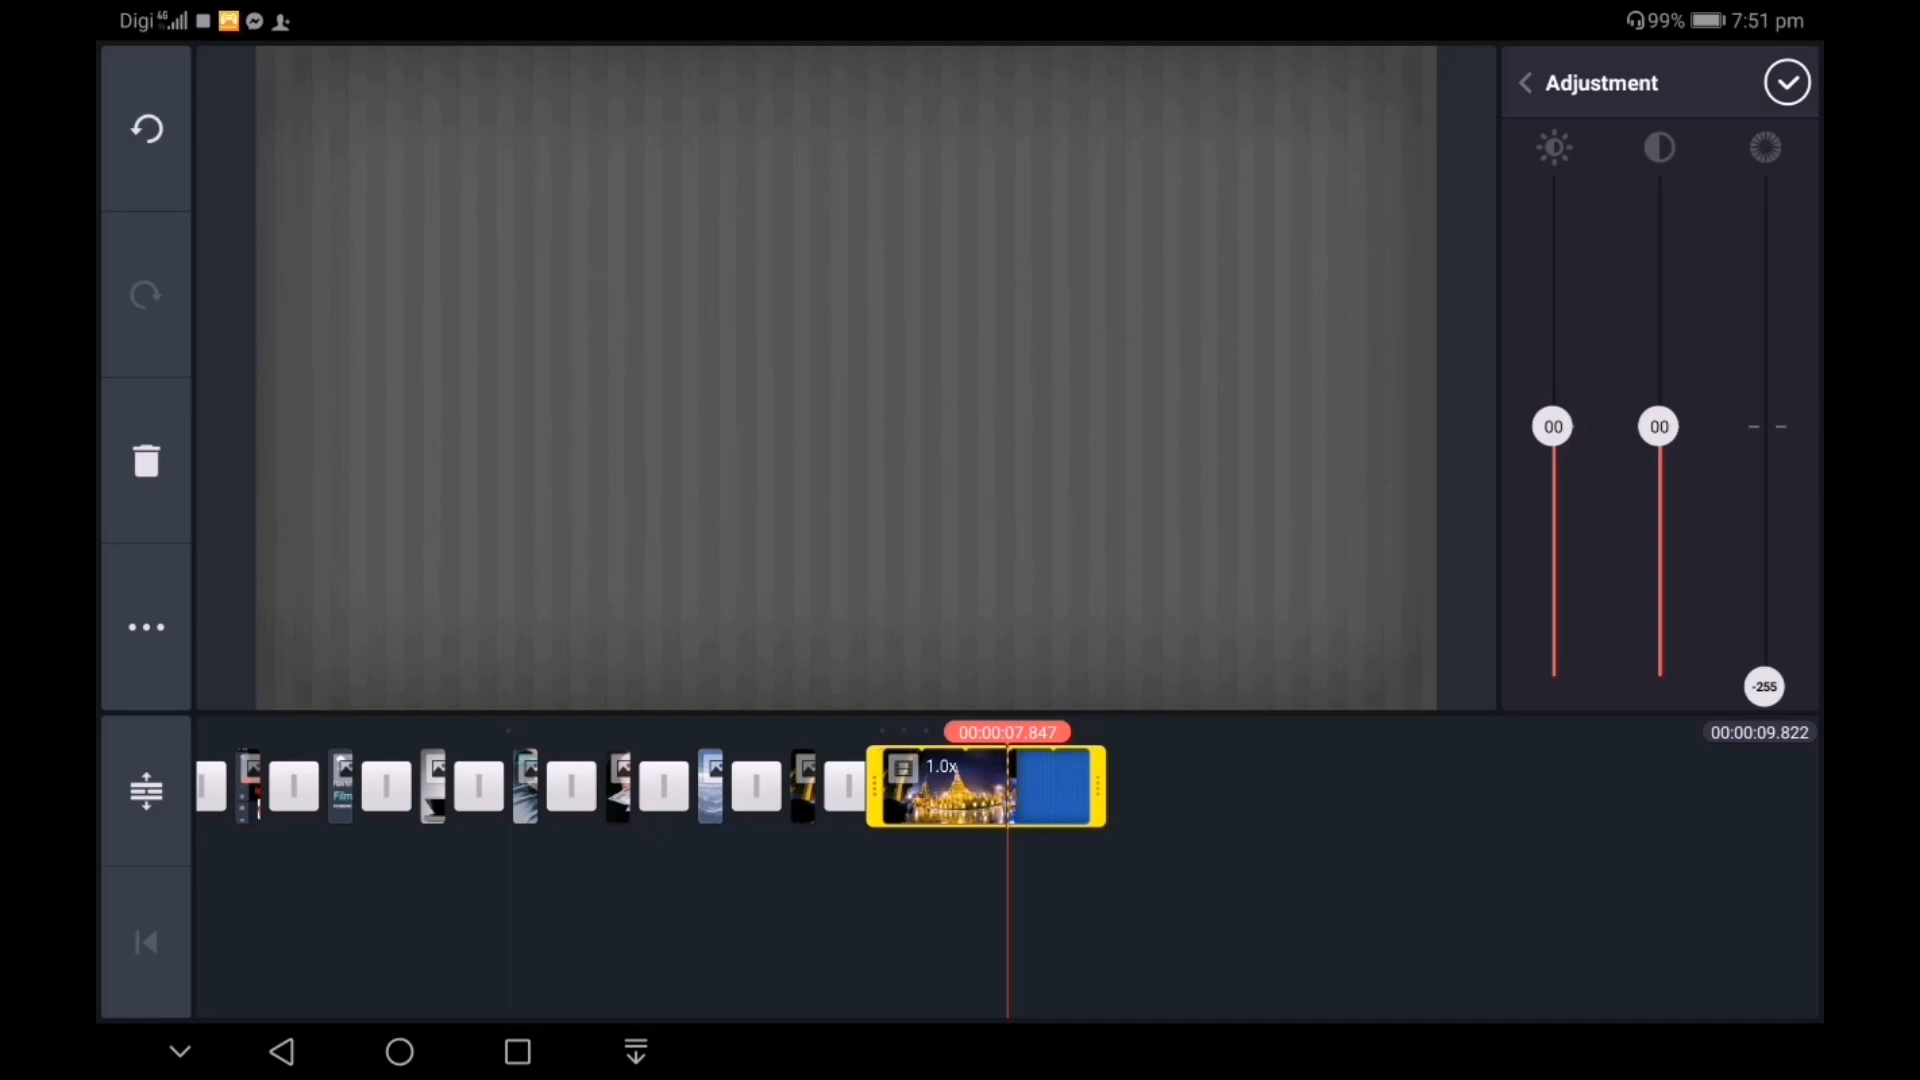 Digi 4G 99% 7:51 pm
Adjustment
00 00 - -
-255
00:00:07.847 00:00:09.822
1.0x
Film